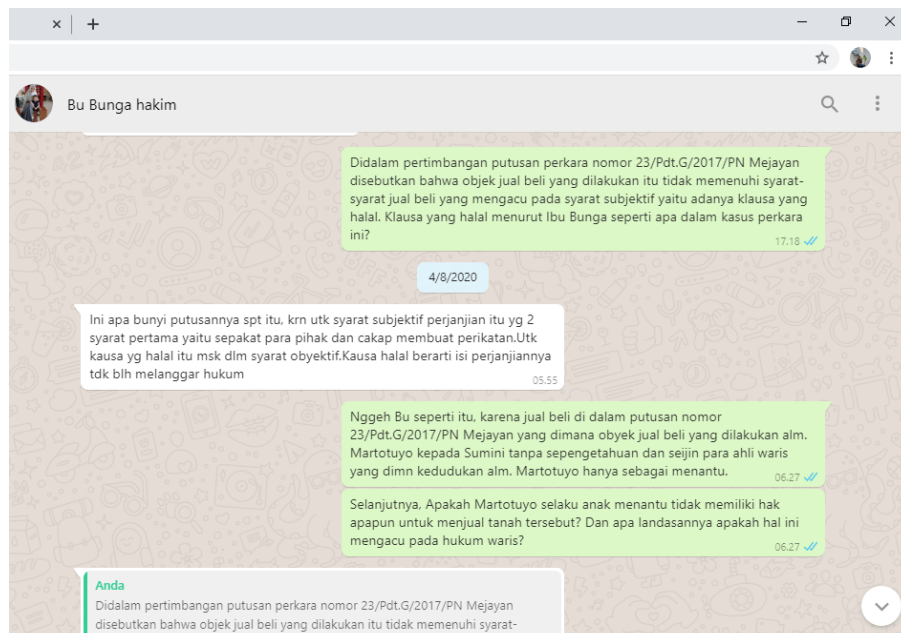 Bu Bunga hakim
Didalam pertimbangan putusan perkara nomor 23/Pdt.G/2017/PN Mejayan
disebutkan bahwa objek jual beli yang dilakukan itu tidak memenuhi syarat-
syarat jual beli yang mengacu pada syarat subjektif yaitu adanya klausa yang
halal. Klausa yang halal menurut Ibu Bunga seperti apa dalam kasus perkara
ini?
17.18
4/8/2020
Ini apa bunyi putusannya spt itu, krn utk syarat subjektif perjanjian itu yg 2
syarat pertama yaitu sepakat para pihak dan cakap membuat perikatan.Utk
kausa yg halal itu msk dlm syarat obyektif.Kausa halal berarti isi perjanjiannya
tdk blh melanggar hukum
05.55
Nggeh Bu seperti itu, karena jual beli di dalam putusan nomor
23/Pdt.G/2017/PN Mejayan yang dimana obyek jual beli yang dilakukan alm.
Martotuyo kepada Sumini tanpa sepengetahuan dan seijin para ahli waris
yang dimn kedudukan alm. Martotuyo hanya sebagai menantu.
06.27
Selanjutnya, Apakah Martotuyo selaku anak menantu tidak memiliki hak
apapun untuk menjual tanah tersebut? Dan apa landasannya apakah hal ini
mengacu pada hukum waris?
06.27
Anda
Didalam pertimbangan putusan perkara nomor 23/Pdt.G/2017/PN Mejayan
disebutkan bahwa objek jual beli yang dilakukan itu tidak memenuhi syarat-